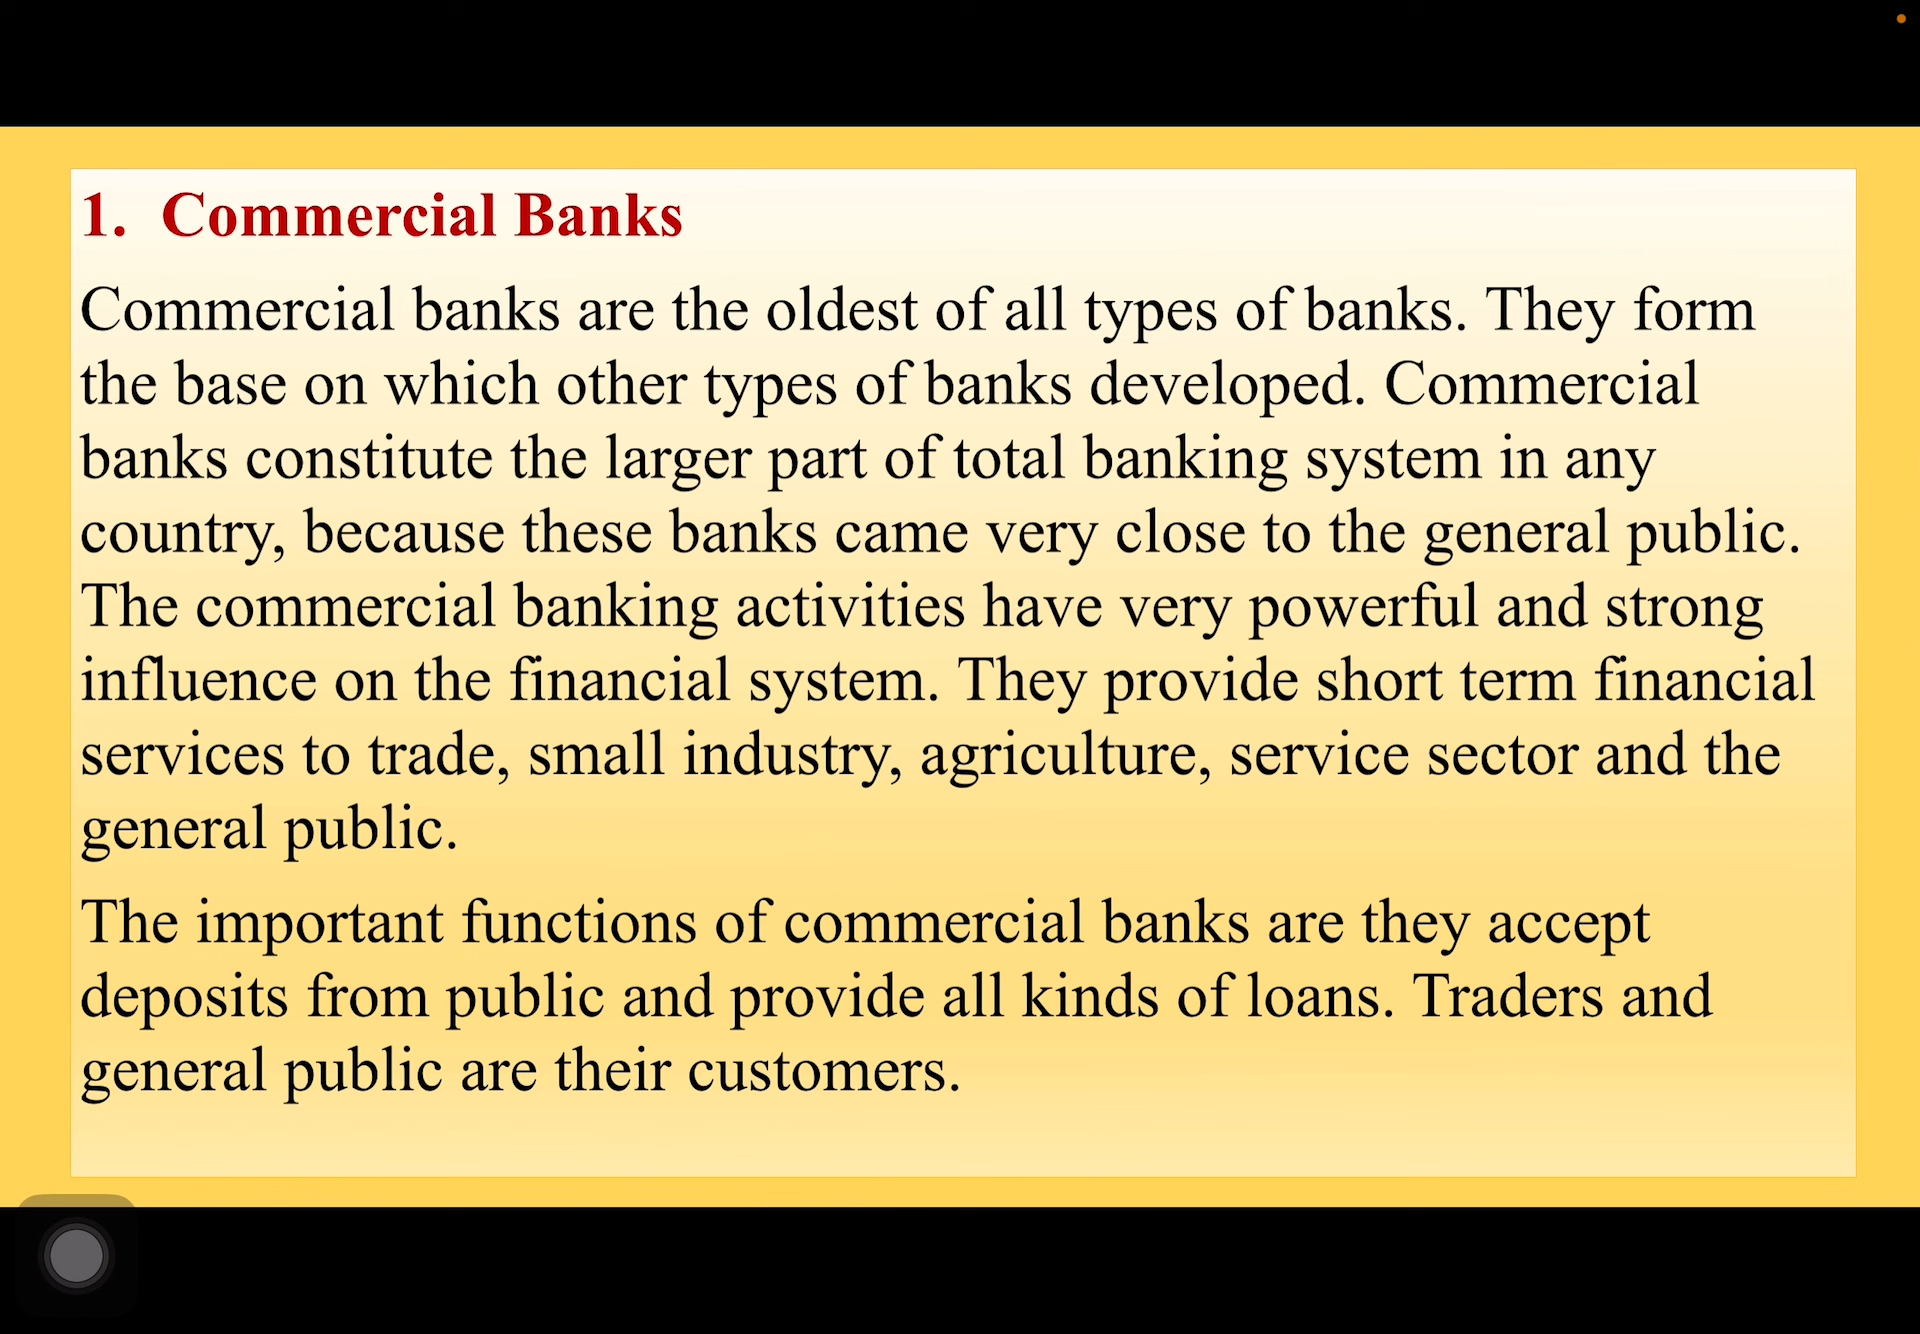 1. Commercial Banks
Commercial banks are the oldest of all types of banks. They form
the base on which other types of banks developed. Commercial
banks constitute the larger part of total banking system in any
country, because these banks came very close to the general public.
The commercial banking activities have very powerful and strong
influence on the financial system. They provide short term financial
services to trade, small industry, agriculture, service sector and the
general public.
The important functions of commercial banks are they accept
deposits from public and provide all kinds of loans. Traders and
general public are their customers.